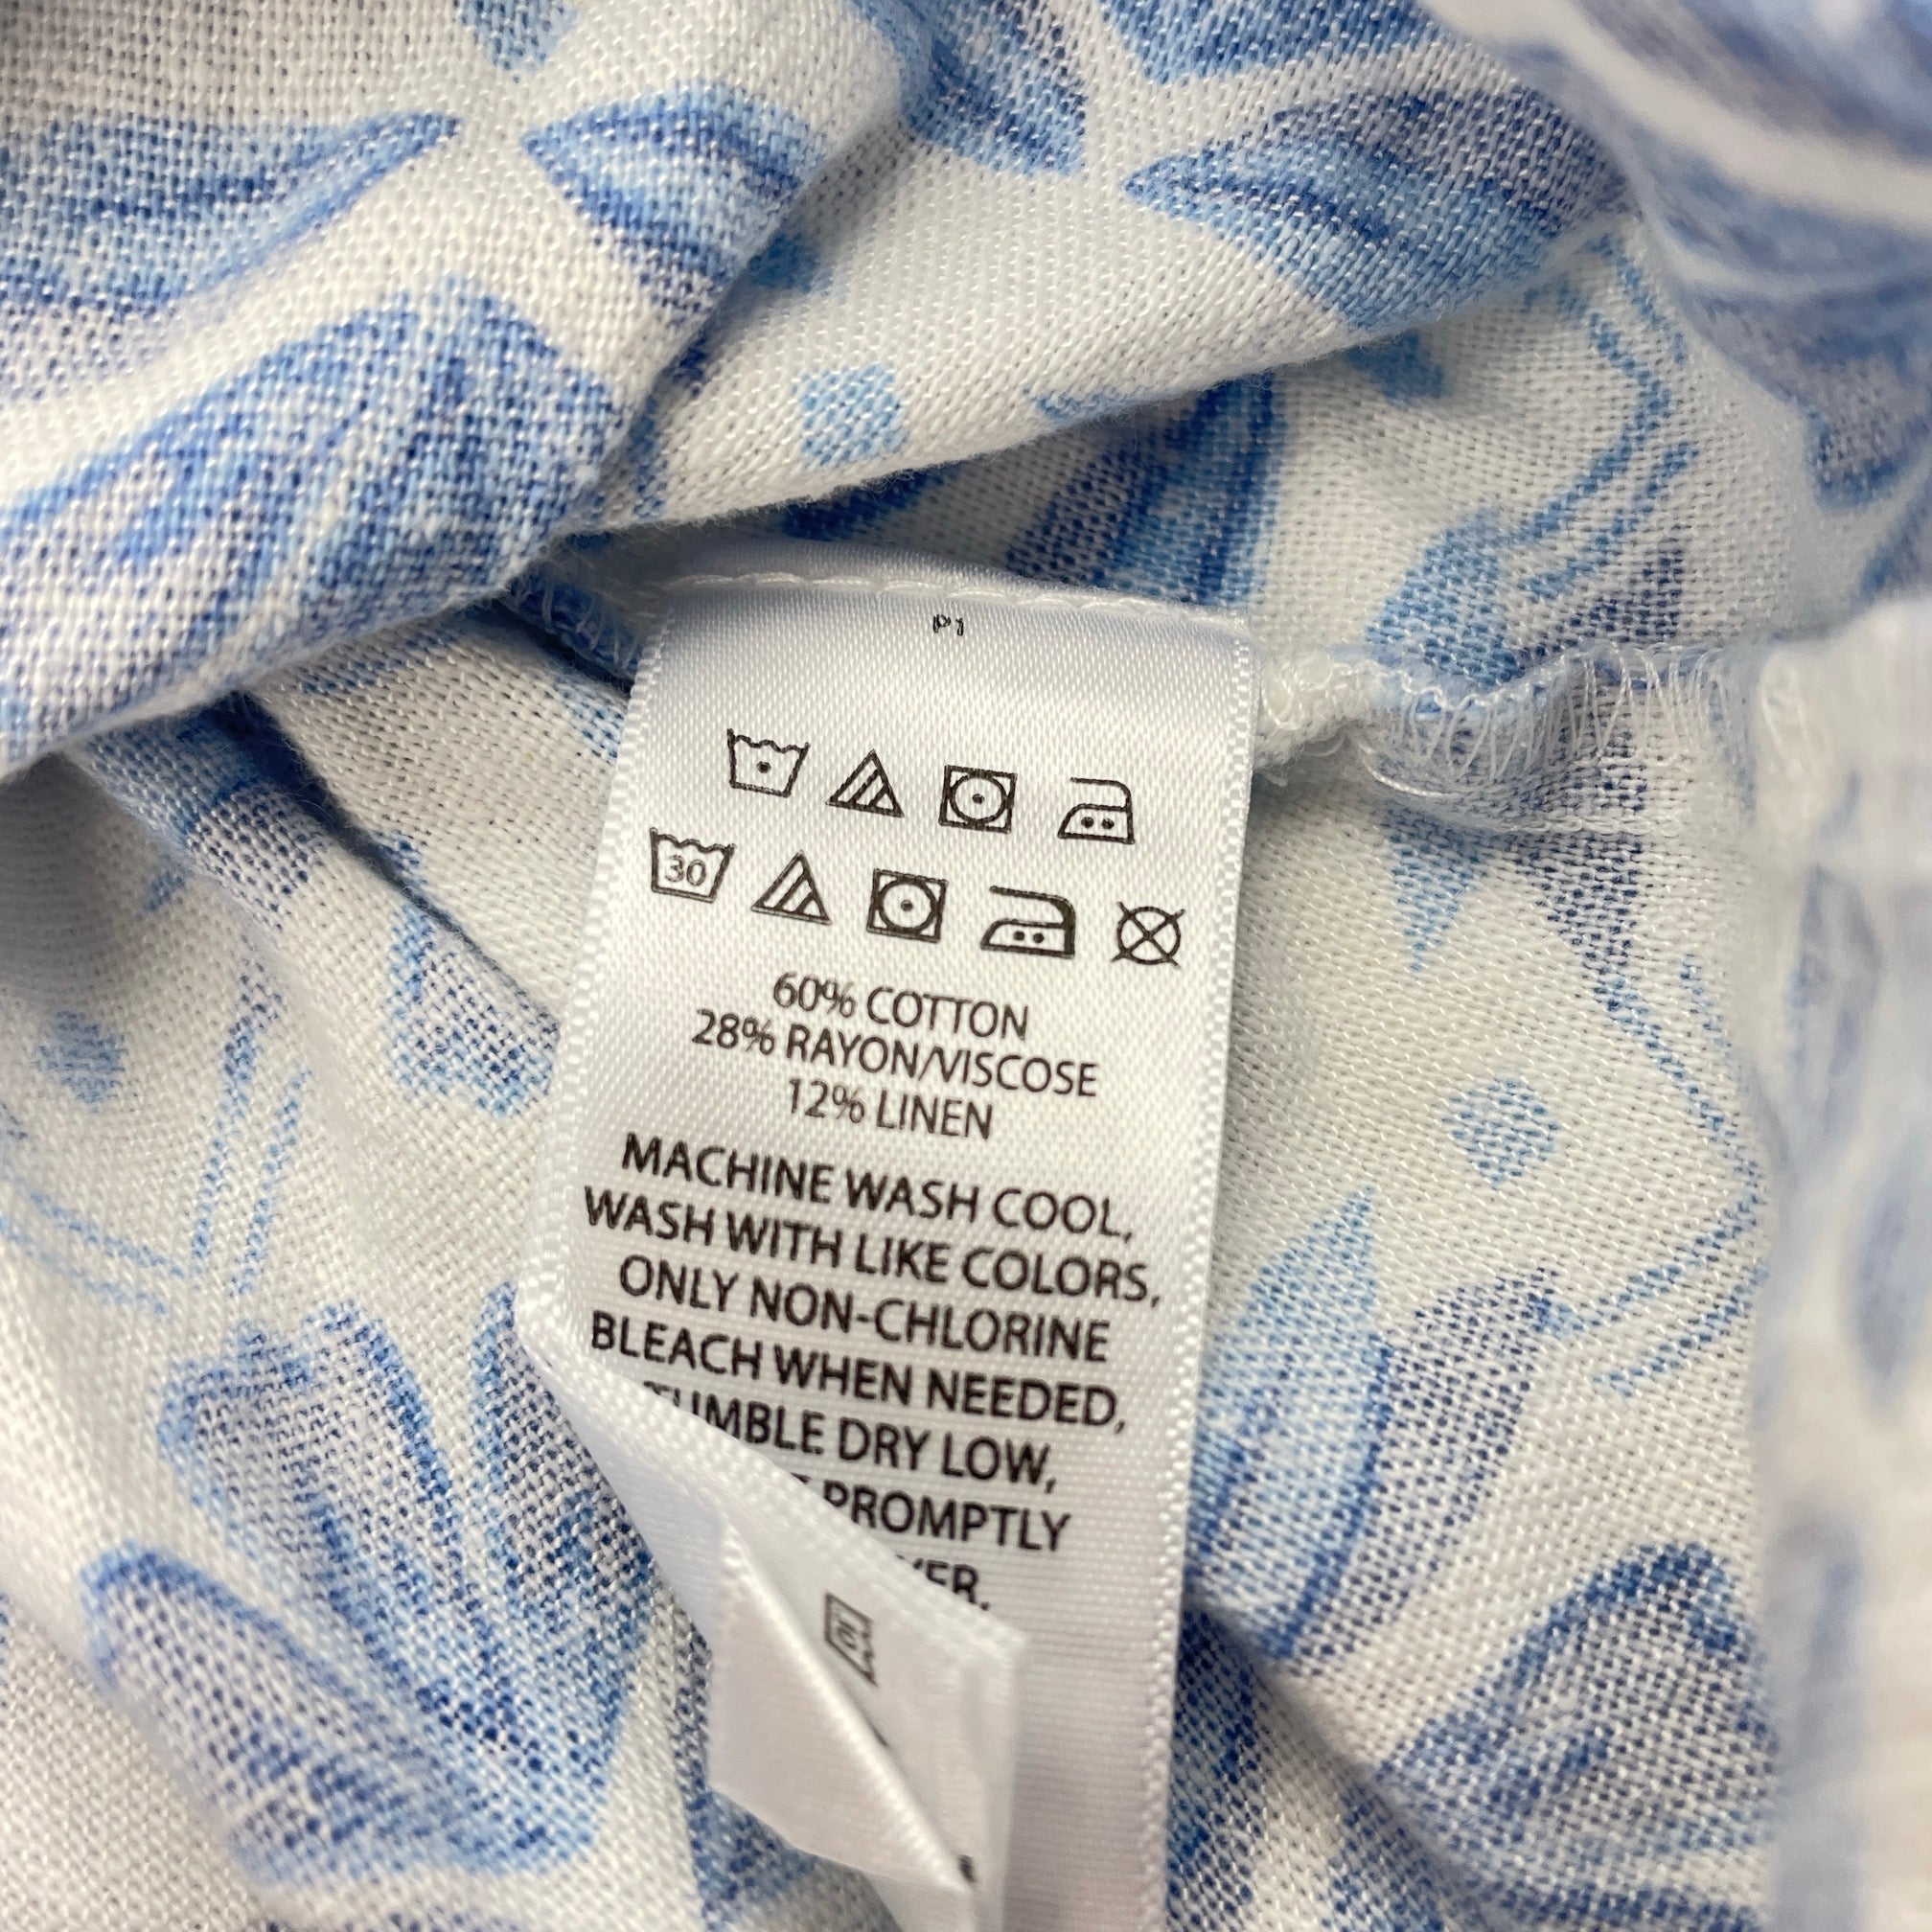 P1
30
60% COTTON
28% RAYON/VISCOSE
12% LINEN
MACHINE WASH COOL,
WASH WITH LIKE COLORS,
ONLY NON-CHLORINE
BLEACH WHEN NEEDED,
TUMBLE DRY LOW,
PROMPTLY